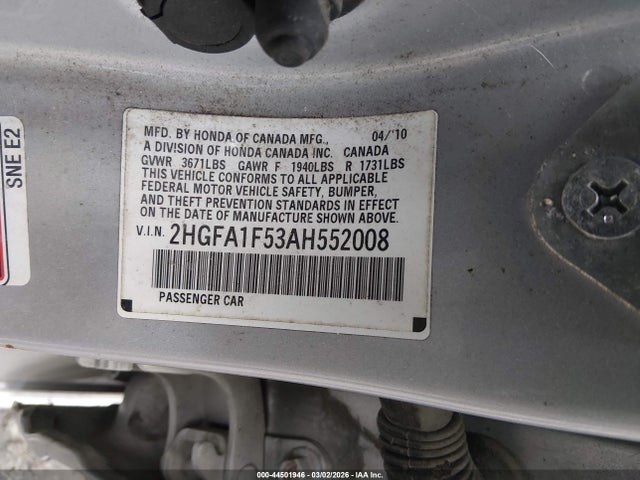 MFD. BY HONDA OF CANADA MFG., 04/'10
A DIVISION OF HONDA CANADA INC. CANADA
GVWR 3671LBS GAWR F 1940LBS R 1731LBS
THIS VEHICLE CONFORMS TO ALL APPLICABLE
FEDERAL MOTOR VEHICLE SAFETY, BUMPER,
AND THEFT PREVENTION STANDARDS IN EFFECT
ON THE DATE OF MANUFACTURE SHOWN ABOVE.
V.I.N. 2HGFA1F53AH552008
PASSENGER CAR
SNE E2
000-44501946 - 03/02/2026 - IAA Inc.